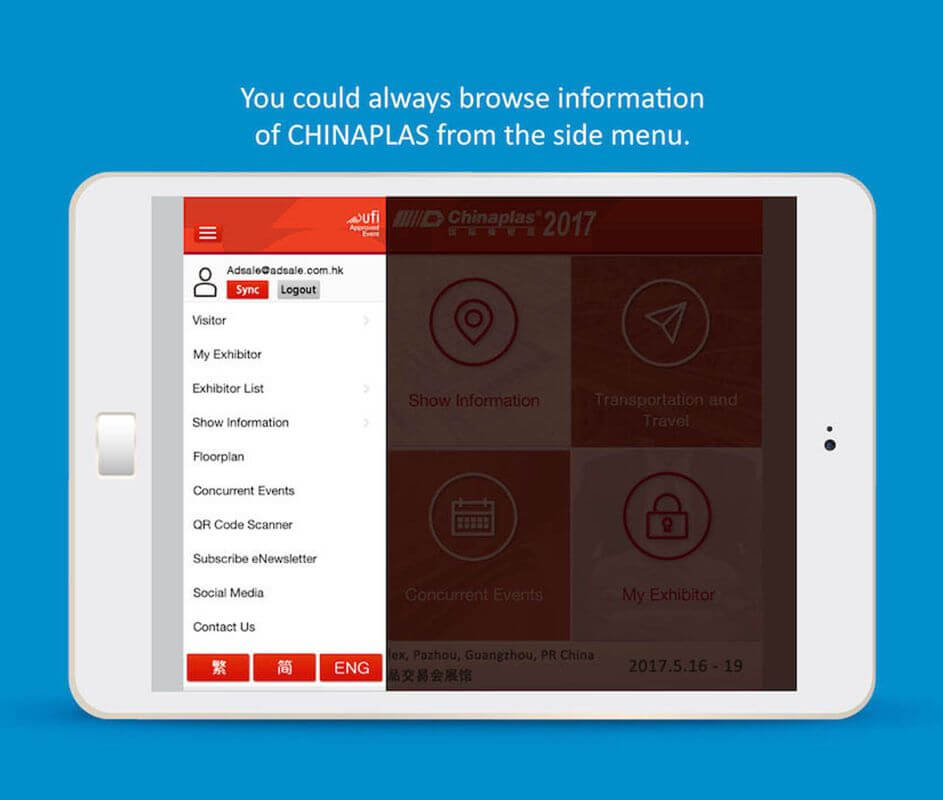 You could always browse information
of CHINAPLAS from the side menu.
ufi
Approved
Event
Chinaplas® 2017
Adsale@adsale.com.hk
Sync
Logout
Visitor
My Exhibitor
Exhibitor List
Show Information
Floorplan
Concurrent Events
QR Code Scanner
Subscribe eNewsletter
Social Media
Contact Us
繁
简
ENG
Show Information
Transportation and
Travel
Concurrent Events
My Exhibitor
lex, Pazhou, Guangzhou, PR China
品交易会展馆
2017.5.16 - 19